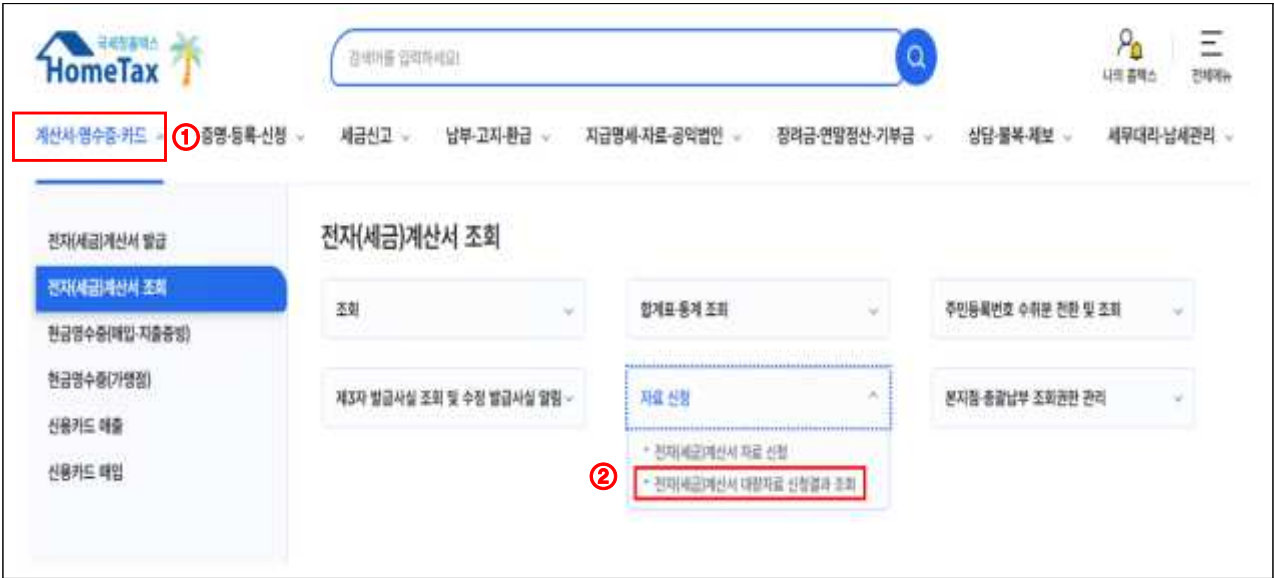 국세청홈택스
HomeTax
검색어를 입력하세요!
나의 홈택스
전체메뉴
계산서·영수증·카드
①
증명·등록·신청
세금신고
납부·고지·환급
지급명세·자료·공익법인
장려금·연말정산·기부금
상담·불복·제보
세무대리·납세관리
전자(세금)계산서 발급
전자(세금)계산서 조회
현금영수증(매입·지출증빙)
현금영수증(가맹점)
신용카드 매출
신용카드 매입
전자(세금)계산서 조회
조회
합계표·통계 조회
주민등록번호 수취분 전환 및 조회
제3자 발급사실 조회 및 수정 발급사실 알림
자료 신청
본지점·총괄납부 조회권한 관리
전자(세금)계산서 자료 신청
②
전자(세금)계산서 대량자료 신청결과 조회